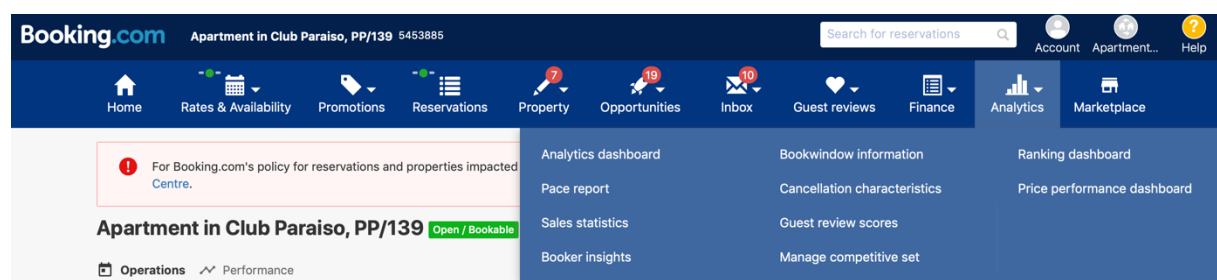 Booking.com Apartment in Club Paraiso, PP/139 5453885 Search for reservations Account Apartment... ? Help
7 19 10
Home Rates & Availability Promotions Reservations Property Opportunities Inbox Guest reviews Finance Analytics Marketplace
For Booking.com's policy for reservations and properties impacted
Centre.
Apartment in Club Paraiso, PP/139 Open / Bookable
Operations Performance
Analytics dashboard Bookwindow information Ranking dashboard
Pace report Cancellation characteristics Price performance dashboard
Sales statistics Guest review scores
Booker insights Manage competitive set